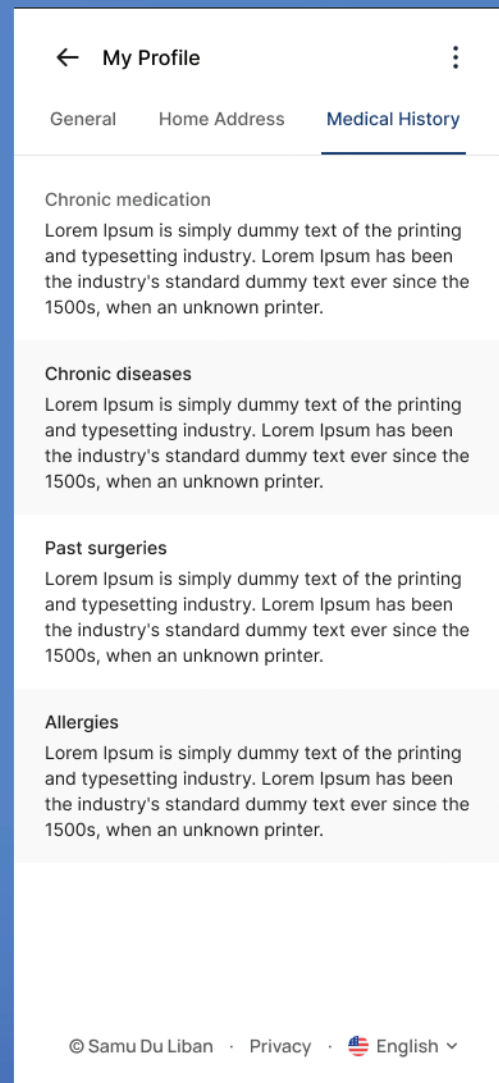 My Profile
General Home Address Medical History
Chronic medication
Lorem Ipsum is simply dummy text of the printing
and typesetting industry. Lorem Ipsum has been
the industry's standard dummy text ever since the
1500s, when an unknown printer.
Chronic diseases
Lorem Ipsum is simply dummy text of the printing
and typesetting industry. Lorem Ipsum has been
the industry's standard dummy text ever since the
1500s, when an unknown printer.
Past surgeries
Lorem Ipsum is simply dummy text of the printing
and typesetting industry. Lorem Ipsum has been
the industry's standard dummy text ever since the
1500s, when an unknown printer.
Allergies
Lorem Ipsum is simply dummy text of the printing
and typesetting industry. Lorem Ipsum has been
the industry's standard dummy text ever since the
1500s, when an unknown printer.
© Samu Du Liban · Privacy · English